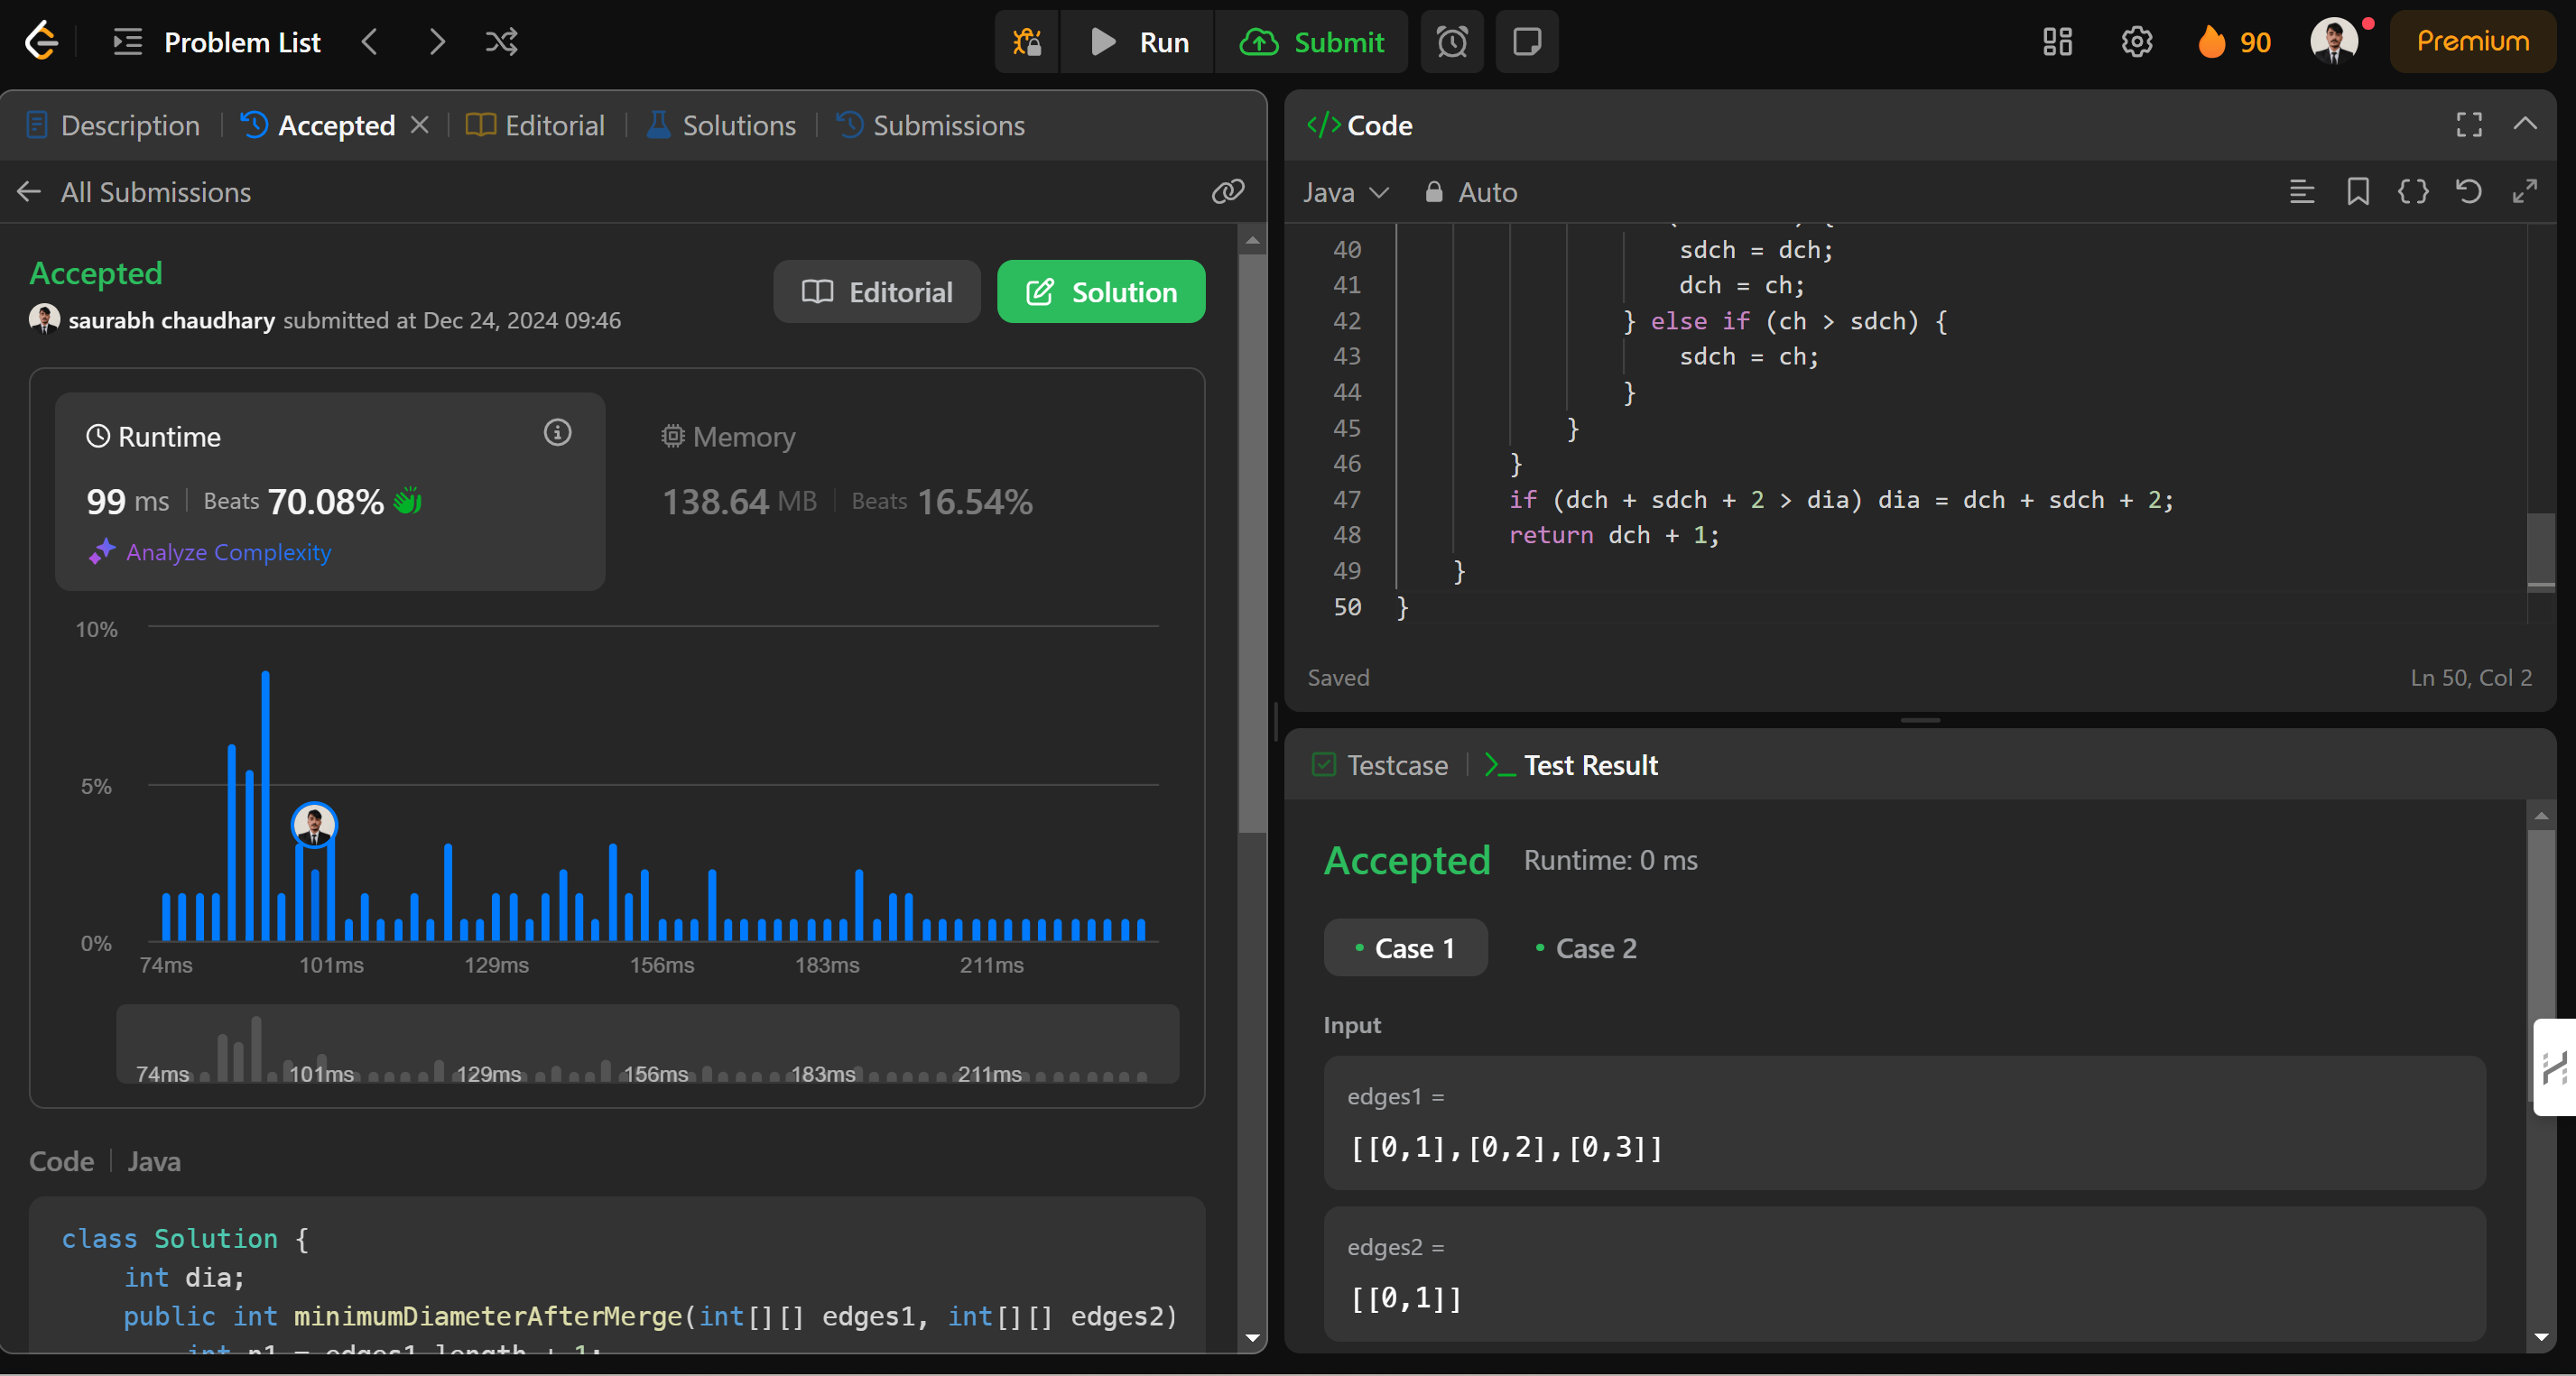 Problem List
Run
Submit
90
Premium
Description
Accepted
Editorial
Solutions
Submissions
All Submissions
Accepted
Editorial
Solution
saurabh chaudhary submitted at Dec 24, 2024 09:46
Runtime
99 ms
Beats 70.08%
Analyze Complexity
Memory
138.64 MB
Beats 16.54%
10%
5%
0%
74ms 101ms 129ms 156ms 183ms 211ms
74ms 101ms 129ms 156ms 183ms 211ms
Code
Java
class Solution {
int dia;
public int minimumDiameterAfterMerge(int[][] edges1, int[][] edges2)
int n1 = edges1.length + 1;
Code
Java
Auto
40 sdch = dch;
41 dch = ch;
42 } else if (ch > sdch) {
43 sdch = ch;
44 }
45 }
46 }
47 if (dch + sdch + 2 > dia) dia = dch + sdch + 2;
48 return dch + 1;
49 }
50 }
Saved
Ln 50, Col 2
Testcase
Test Result
Accepted
Runtime: 0 ms
Case 1
Case 2
Input
edges1 =
[[0,1],[0,2],[0,3]]
edges2 =
[[0,1]]